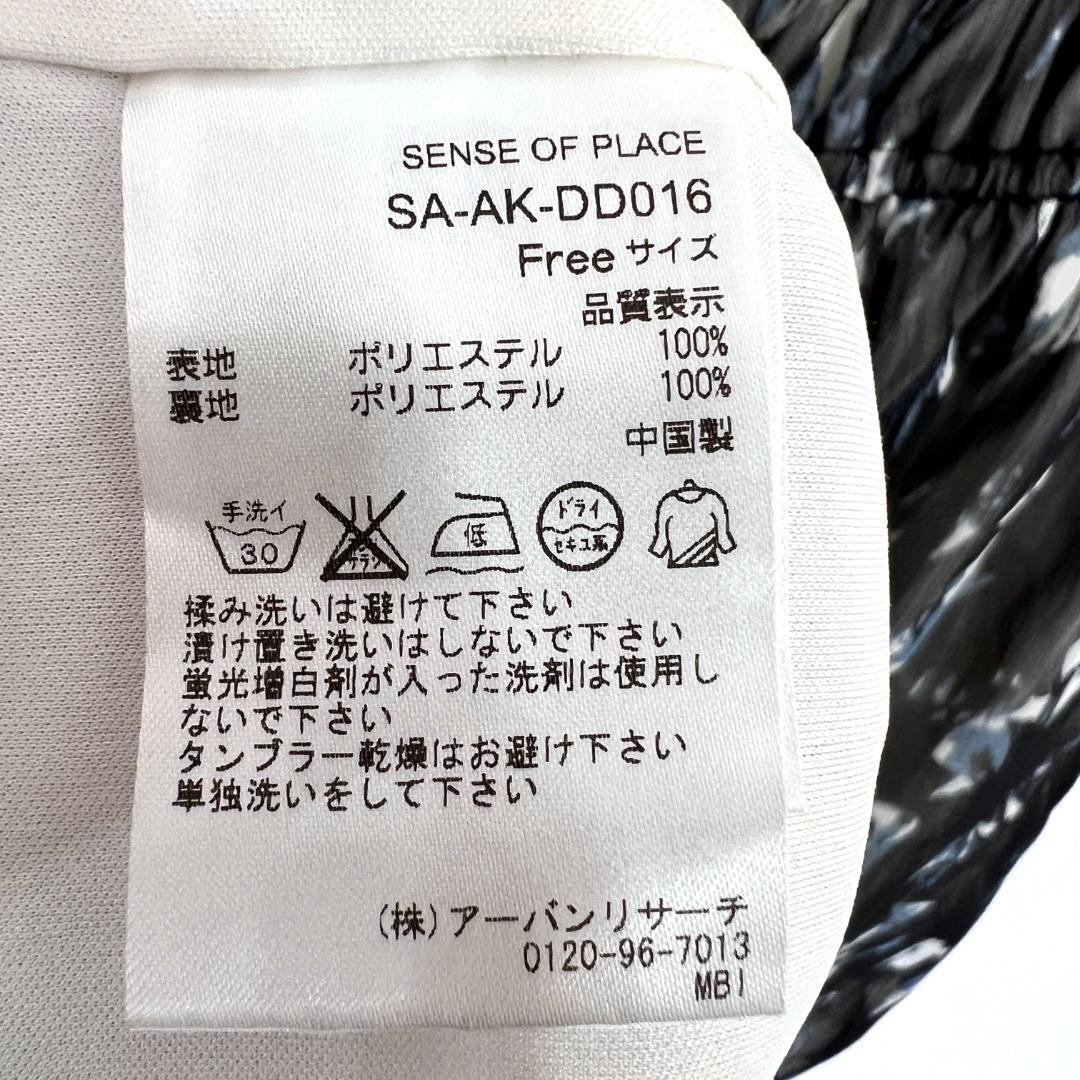 SENSE OF PLACE
SA-AK-DD016
Free サイズ
品質表示
表地 ポリエステル 100%
裏地 ポリエステル 100%
中国製
手洗イ
30
低
ドライ
セキユ系
揉み洗いは避けて下さい
漬け置き洗いはしないで下さい
蛍光増白剤が入った洗剤は使用し
ないで下さい
タンブラー乾燥はお避け下さい
単独洗いをして下さい
(株)アーバンリサーチ
0120-96-7013
MBI